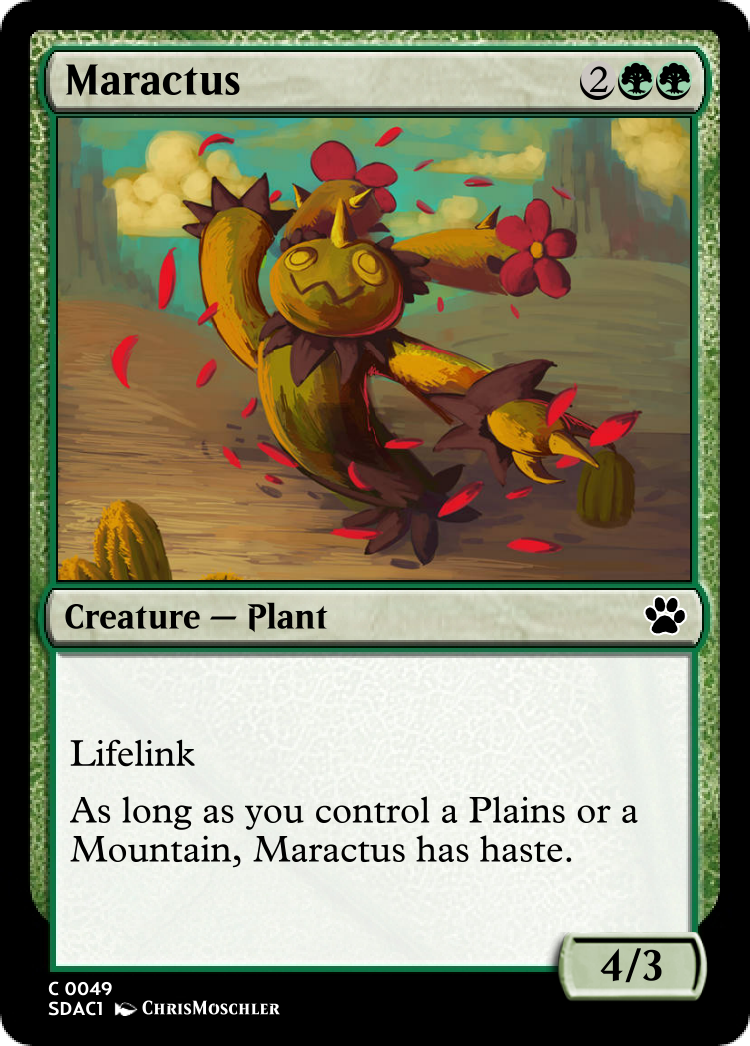 Maractus 2
Creature — Plant
Lifelink
As long as you control a Plains or a
Mountain, Maractus has haste.
4/3
C 0049
SDAC1 ChrisMoschler